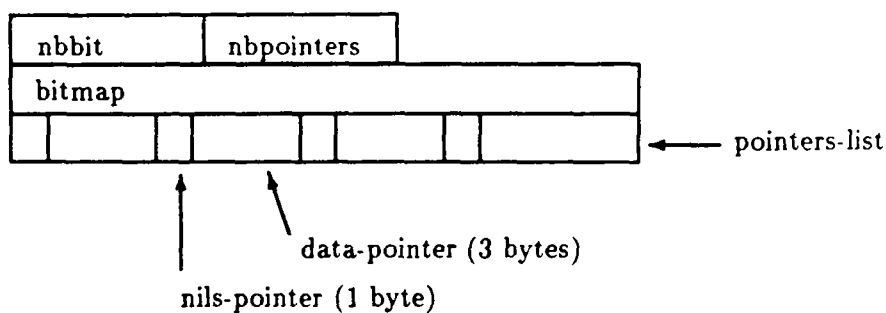 nbbit nbpointers
bitmap
pointers-list
data-pointer (3 bytes)
nils-pointer (1 byte)